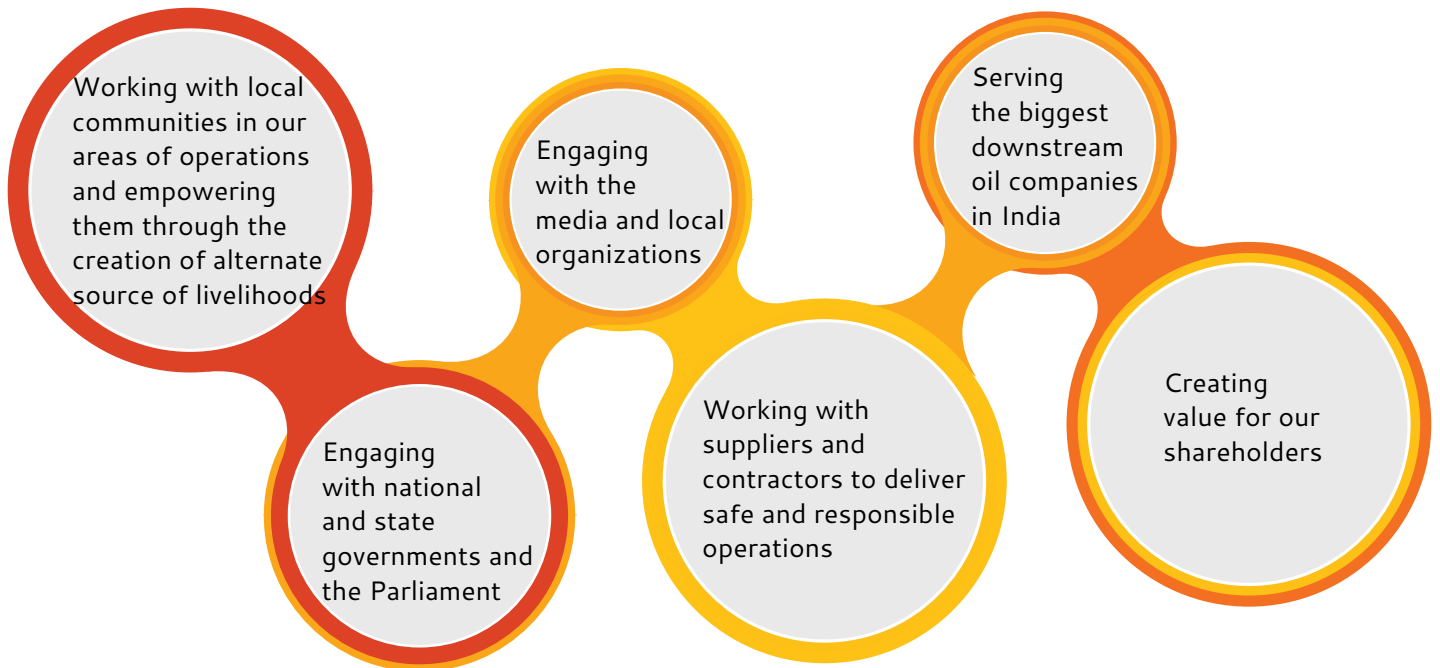 Working with local
communities in our
areas of operations
and empowering
them through the
creation of alternate
source of livelihoods
Engaging
with national
and state
governments and
the Parliament
Engaging
with the
media and local
organizations
Working with
suppliers and
contractors to deliver
safe and responsible
operations
Serving
the biggest
downstream
oil companies
in India
Creating
value for our
shareholders